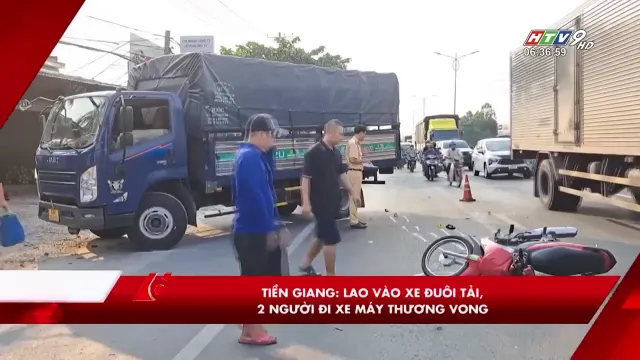 HTV9 HD
06:36:59
TIỀN GIANG: LAO VÀO XE ĐUÔI TẢI,
2 NGƯỜI ĐI XE MÁY THƯƠNG VONG